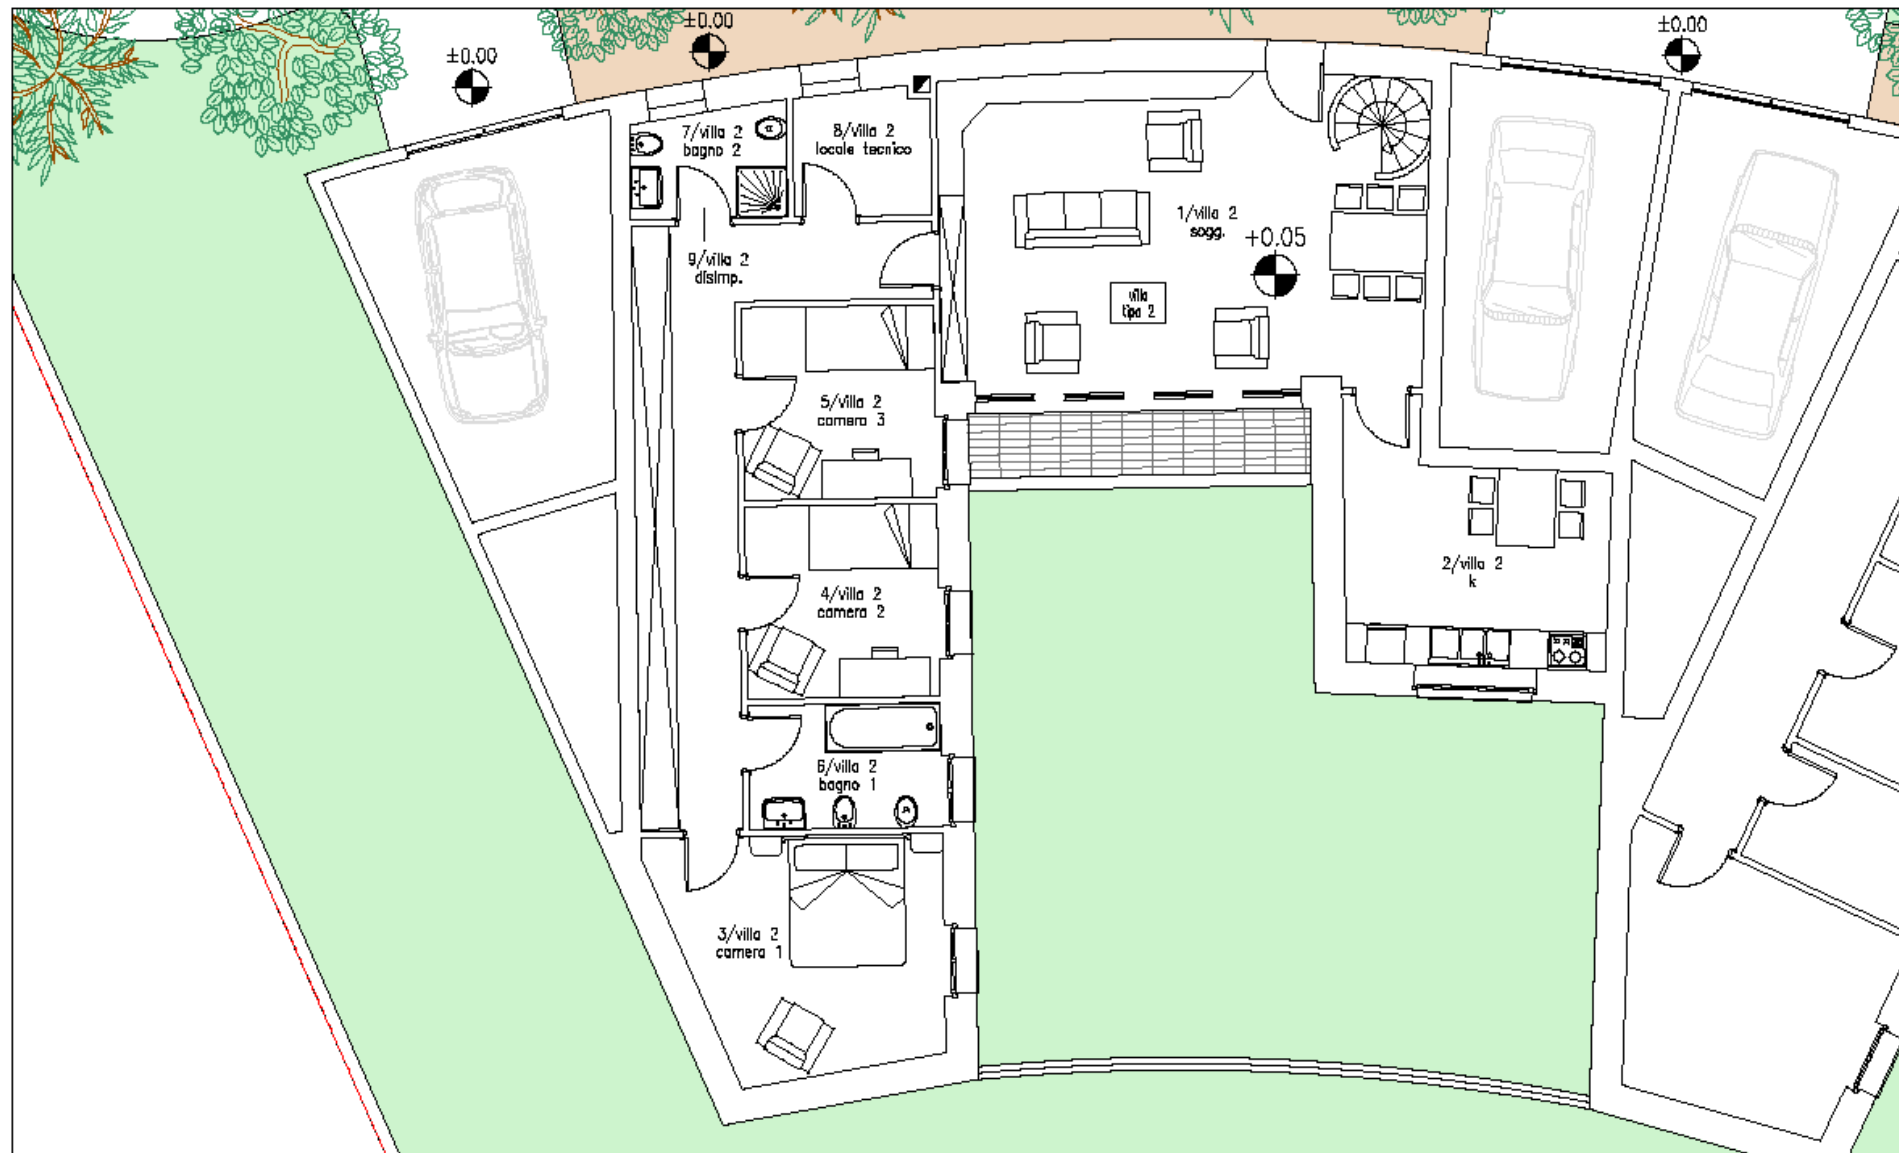 ±0.00
±0.00
±0.00
7/villa 2
bagno 2
8/villa 2
locale tecnico
1/villa 2
sogg.
+0.05
9/villa 2
disimp.
villa
tipo 2
5/villa 2
camera 3
2/villa 2
k
4/villa 2
camera 2
6/villa 2
bagno 1
3/villa 2
camera 1